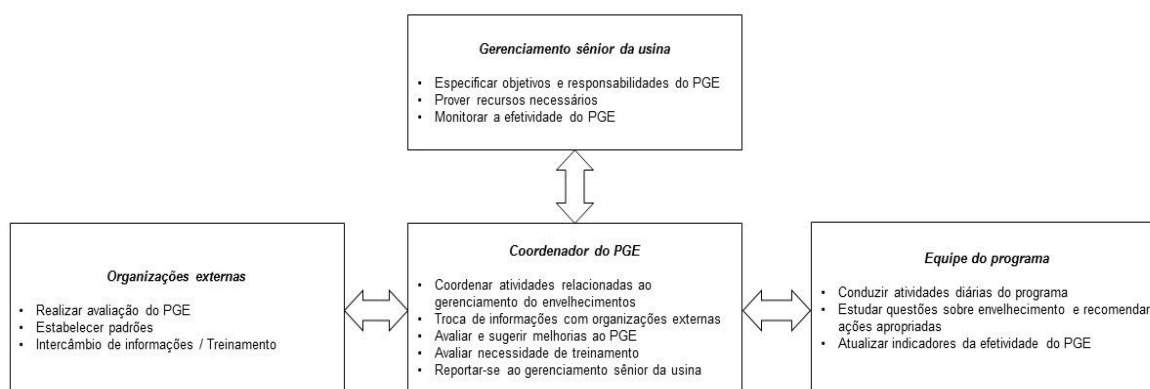 Gerenciamento sênior da usina
• Especificar objetivos e responsabilidades do PGE
• Prover recursos necessários
• Monitorar a efetividade do PGE
Organizações externas
• Realizar avaliação do PGE
• Estabelecer padrões
• Intercâmbio de informações / Treinamento
Coordenador do PGE
• Coordenar atividades relacionadas ao
gerenciamento do envelhecimentos
• Troca de informações com organizações externas
• Avaliar e sugerir melhorias ao PGE
• Avaliar necessidade de treinamento
• Reportar-se ao gerenciamento sênior da usina
Equipe do programa
• Conduzir atividades diárias do programa
• Estudar questões sobre envelhecimento e recomendar
ações apropriadas
• Atualizar indicadores da efetividade do PGE